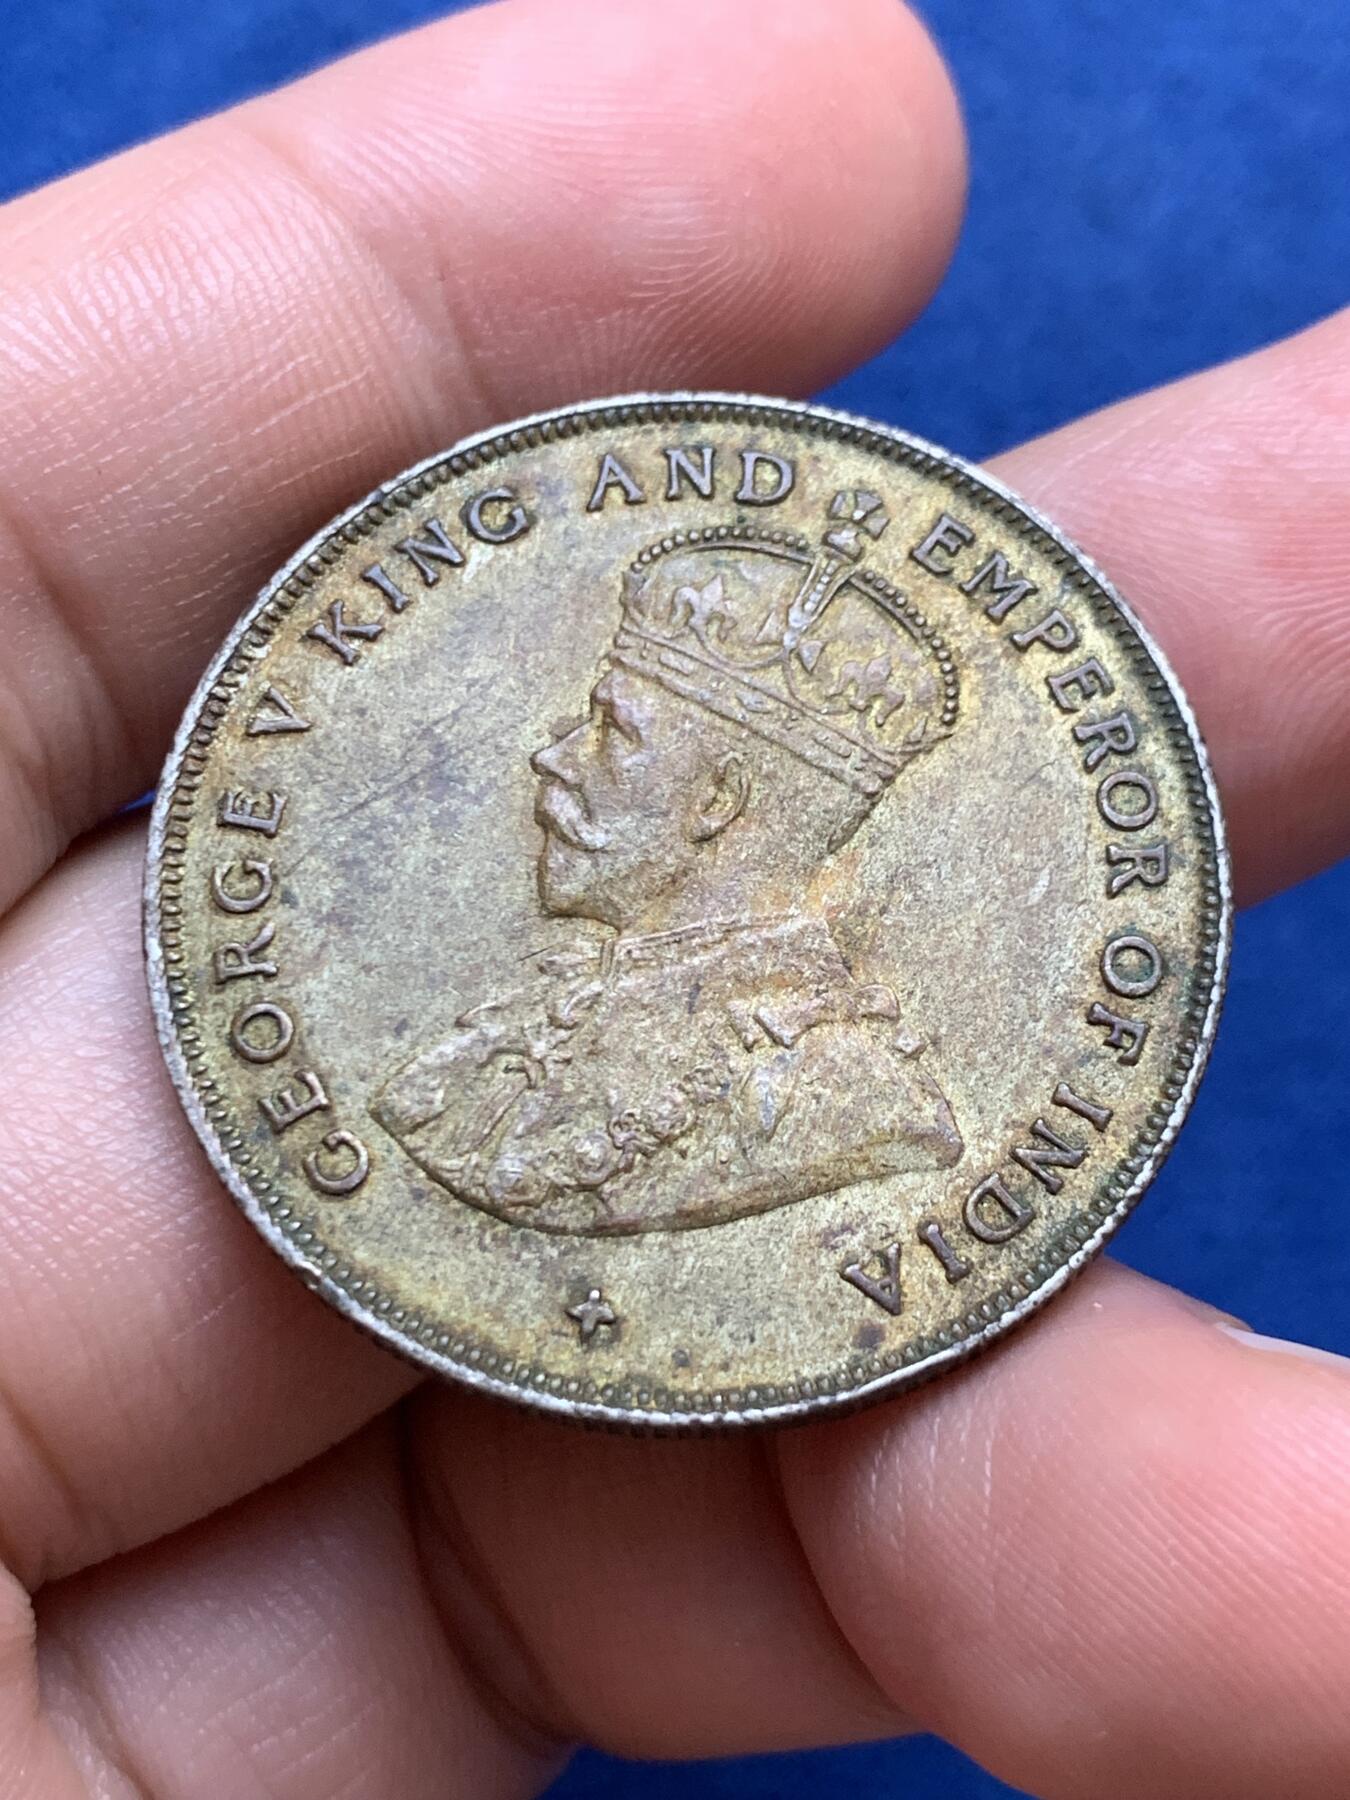 GEORGE V KING AND EMPEROR OF INDIA